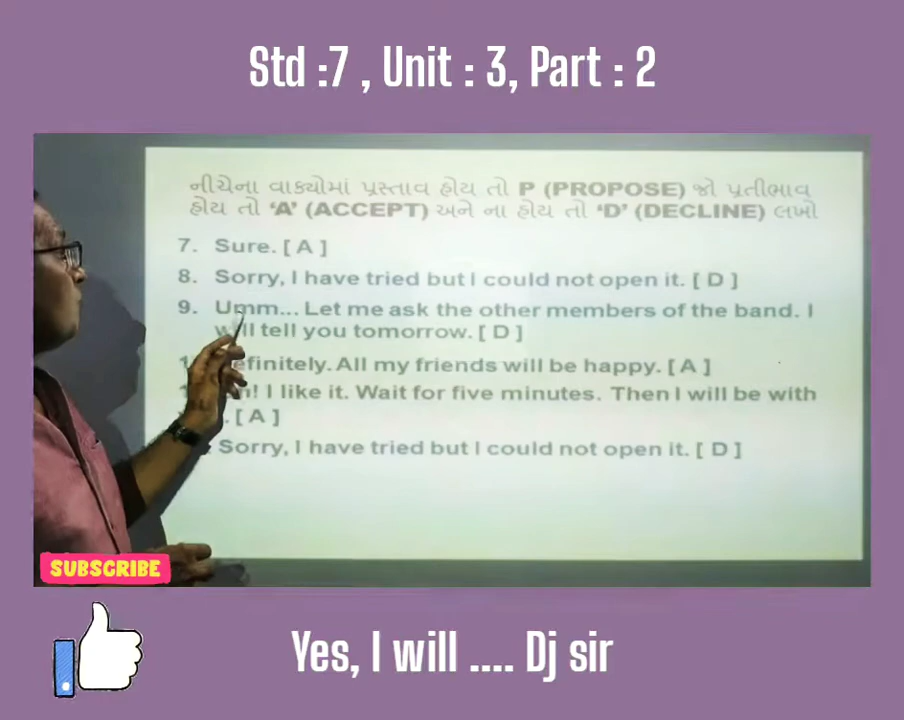 Std :7 , Unit : 3, Part : 2
નીચેના વાક્યોમાં પ્રસ્તાવ હોય તો P (PROPOSE) જો પ્રતીભાવ
હોય તો ‘A’ (ACCEPT) અને ના હોય તો ‘D’ (DECLINE) લખો
7. Sure. [ A ]
8. Sorry, I have tried but I could not open it. [ D ]
9. Umm... Let me ask the other members of the band. I
will tell you tomorrow. [ D ]
efinitely. All my friends will be happy. [ A ]
! I like it. Wait for five minutes. Then I will be with
. [ A ]
Sorry, I have tried but I could not open it. [ D ]
SUBSCRIBE
Yes, I will .... Dj sir